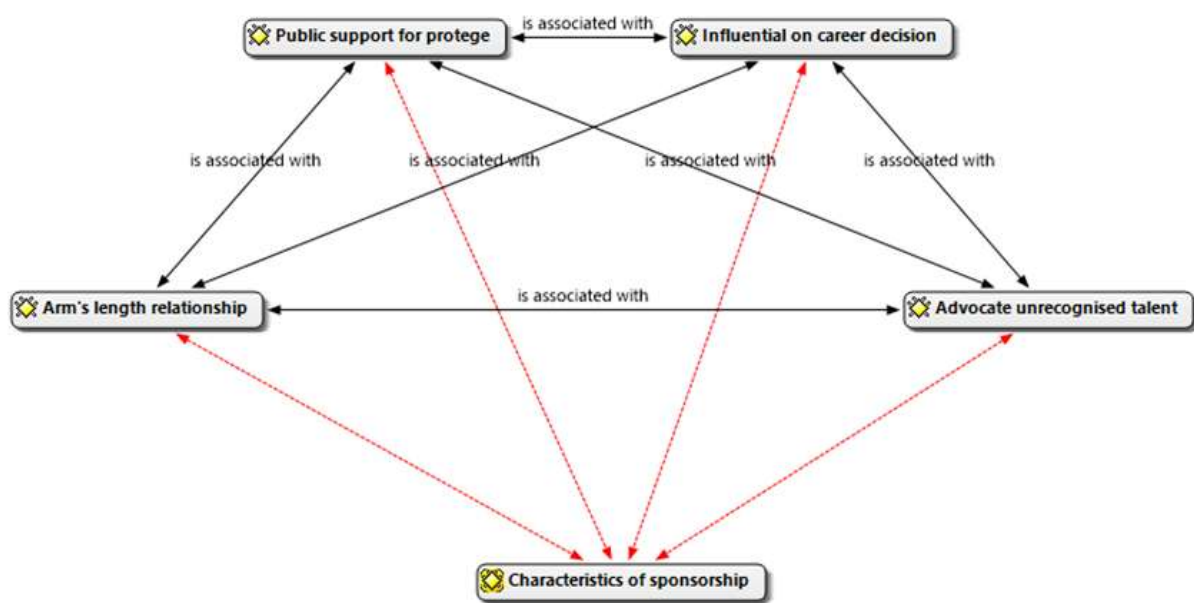 is associated with
Public support for protege
Influential on career decision
is associated with
is associated with
is associated with
is associated with
is associated with
Arm's length relationship
Advocate unrecognised talent
Characteristics of sponsorship